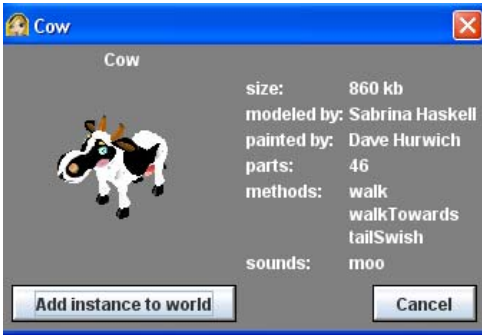 Cow
Cow
size: 860 kb
modeled by: Sabrina Haskell
painted by: Dave Hurwich
parts: 46
methods: walk
walkTowards
tailSwish
sounds: moo
Add instance to world Cancel